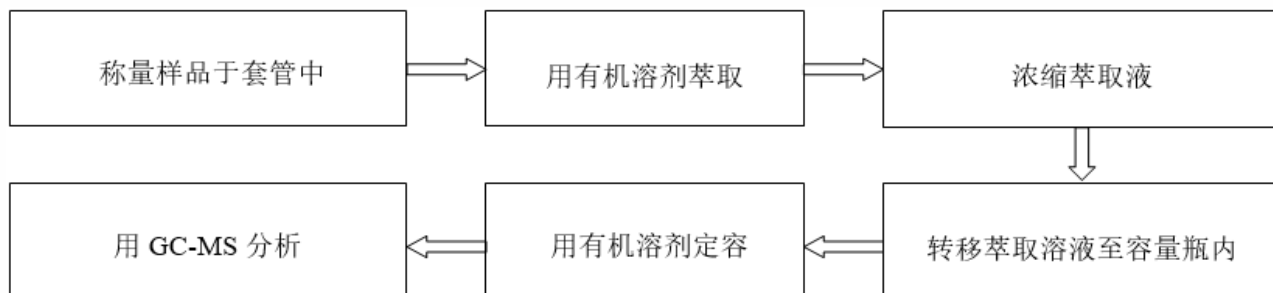 称量样品于套管中
用有机溶剂萃取
浓缩萃取液
转移萃取溶液至容量瓶内
用有机溶剂定容
用 GC-MS 分析